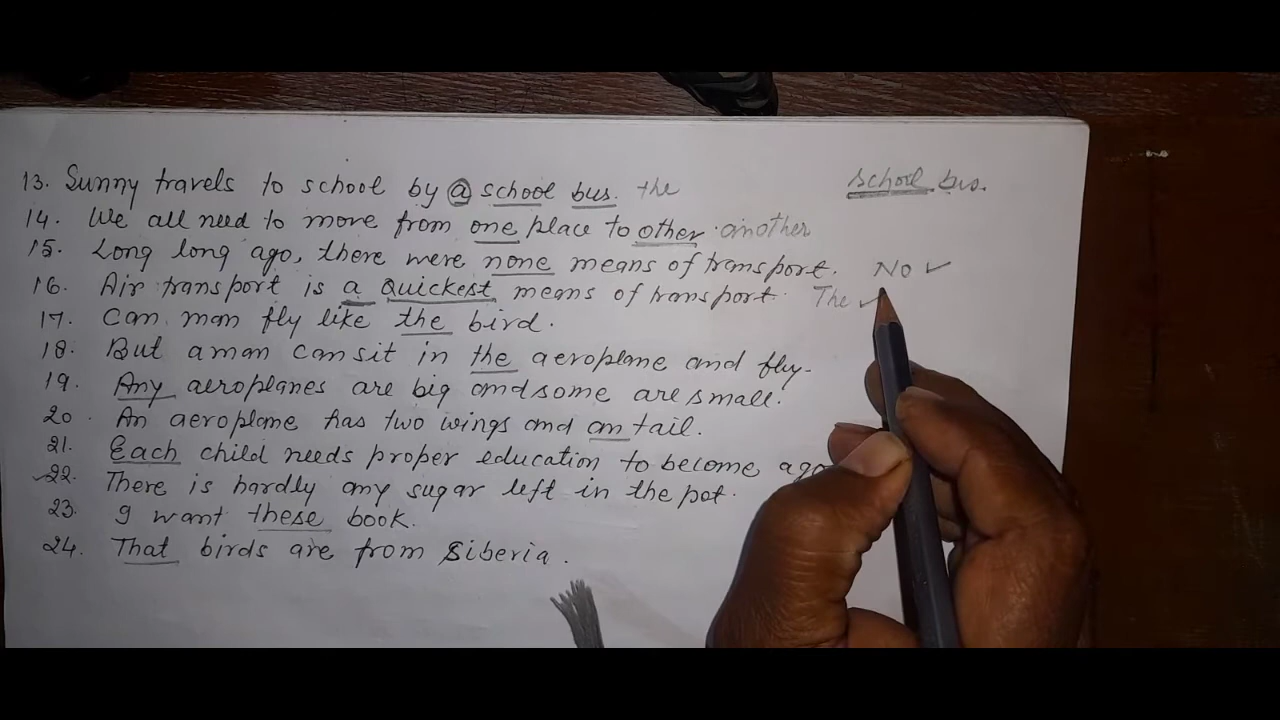 13. Sunny travels to school by a school bus. the school bus.
14. We all need to move from one place to other. another
15. Long long ago, there were none means of transport. No ✓
16. Air transport is a quickest means of transport. The ✓
17. Can man fly like the bird.
18. But a man can sit in the aeroplane and fly.
19. Any aeroplanes are big and some are small.
20. An aeroplane has two wings and an tail.
21. Each child needs proper education to become
22. There is hardly any sugar left in the pot.
23. I want these book.
24. That birds are from Siberia.